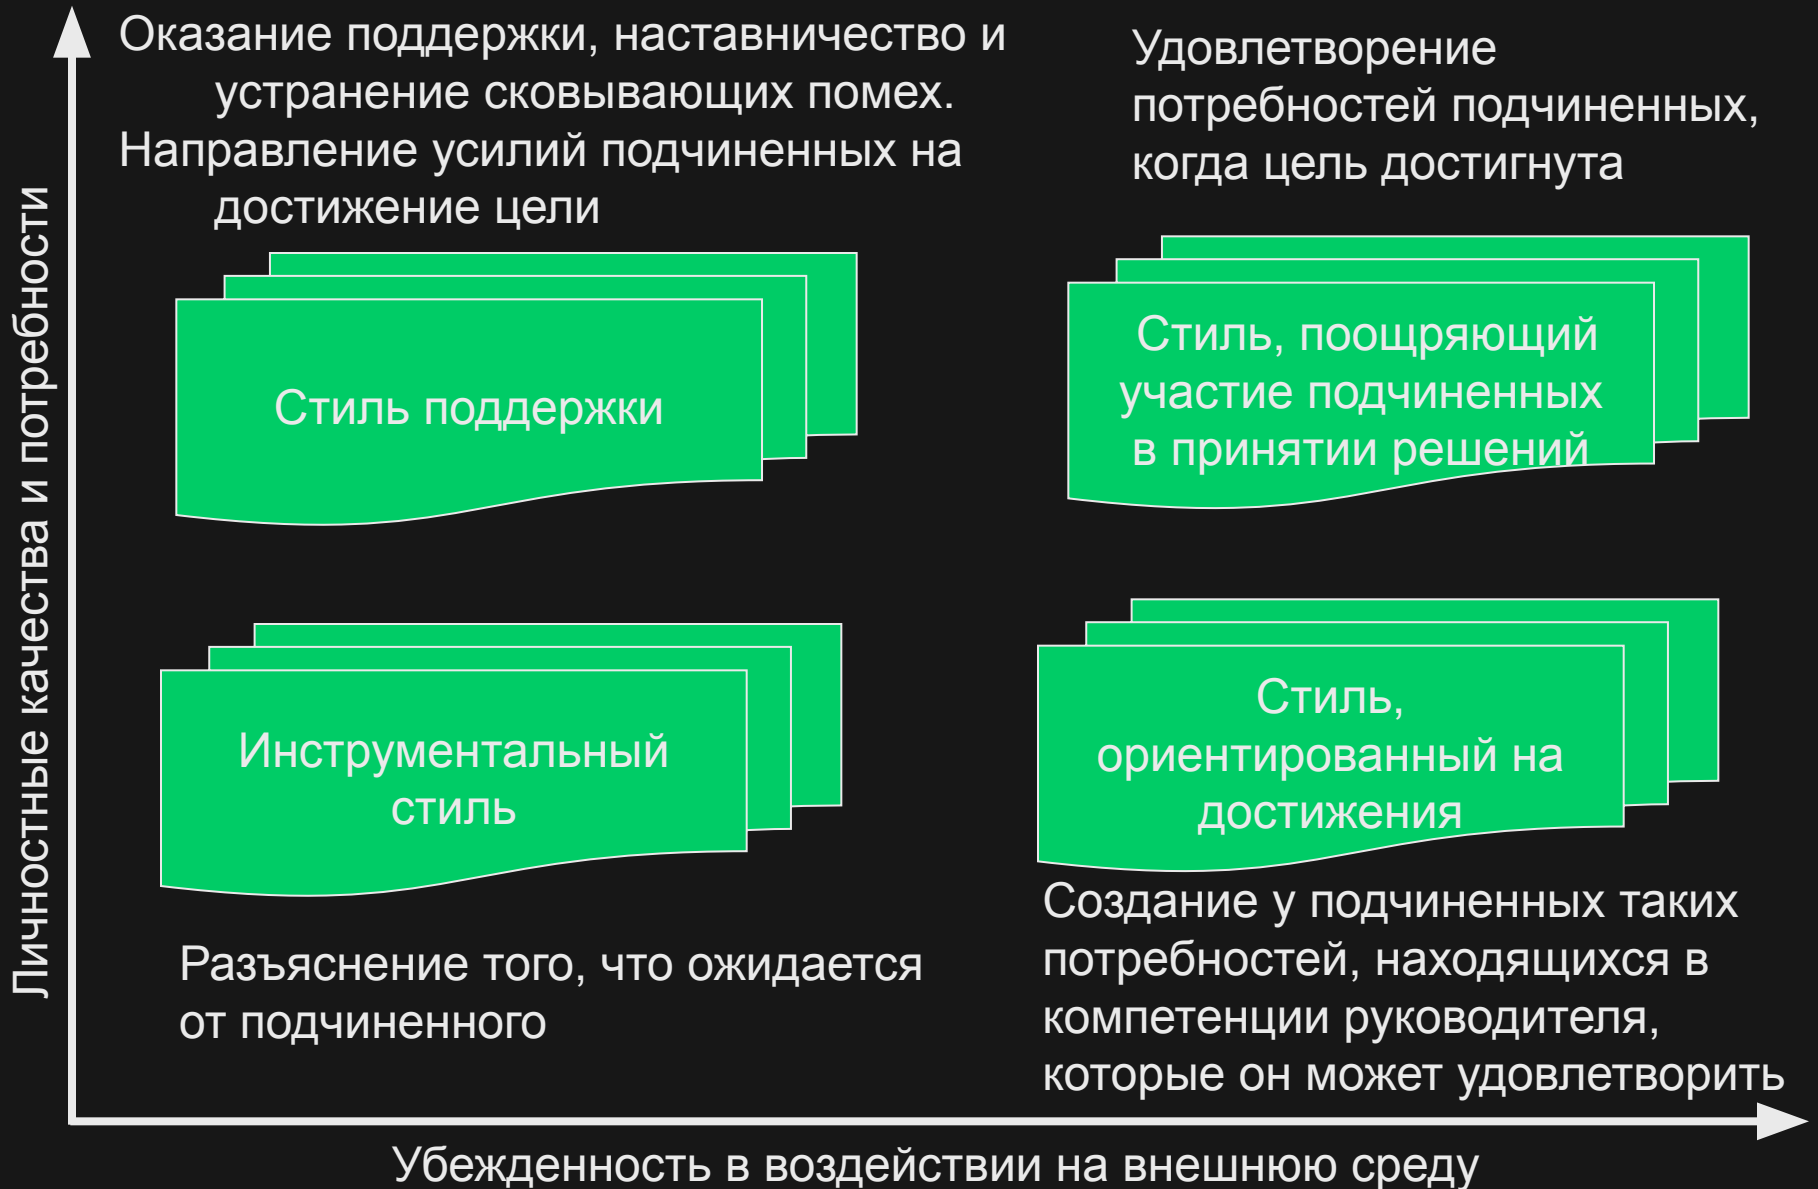 Оказание поддержки, наставничество и
устранение сковывающих помех.
Направление усилий подчиненных на
достижение цели
Удовлетворение
потребностей подчиненных,
когда цель достигнута
Личностные качества и потребности
Стиль поддержки
Стиль, поощряющий
участие подчиненных
в принятии решений
Инструментальный
стиль
Стиль,
ориентированный на
достижения
Разъяснение того, что ожидается
от подчиненного
Создание у подчиненных таких
потребностей, находящихся в
компетенции руководителя,
которые он может удовлетворить
Убежденность в воздействии на внешнюю среду